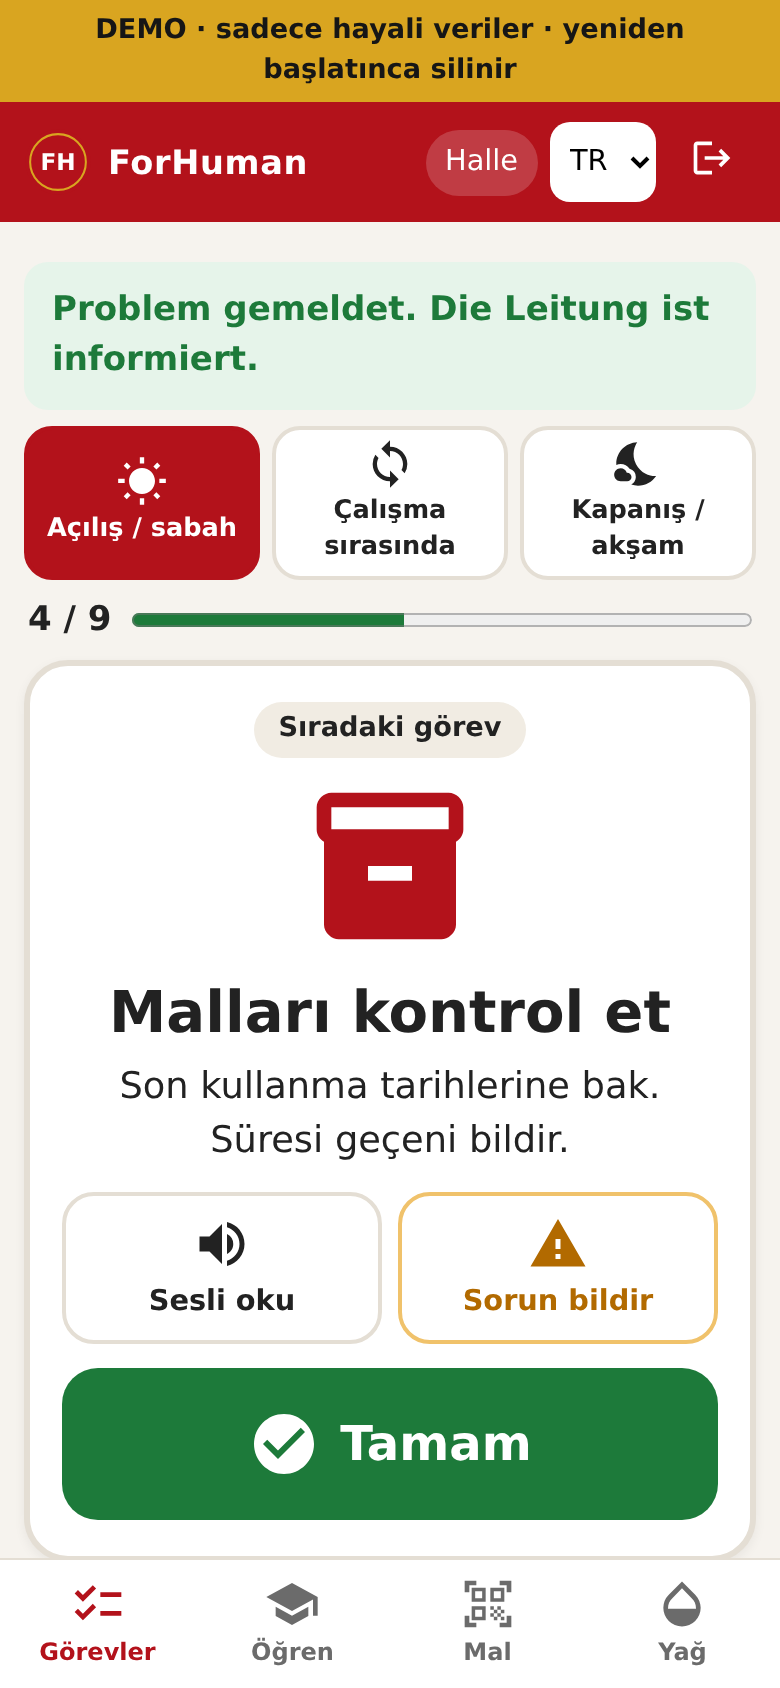 DEMO · sadece hayali veriler · yeniden
başlatınca silinir
FH
ForHuman
Halle
TR
Problem gemeldet. Die Leitung ist
informiert.
Açılış / sabah
Çalışma
sırasında
Kapanış /
akşam
4 / 9
Sıradaki görev
Malları kontrol et
Son kullanma tarihlerine bak.
Süresi geçeni bildir.
Sesli oku
Sorun bildir
Tamam
Görevler
Öğren
Mal
Yağ